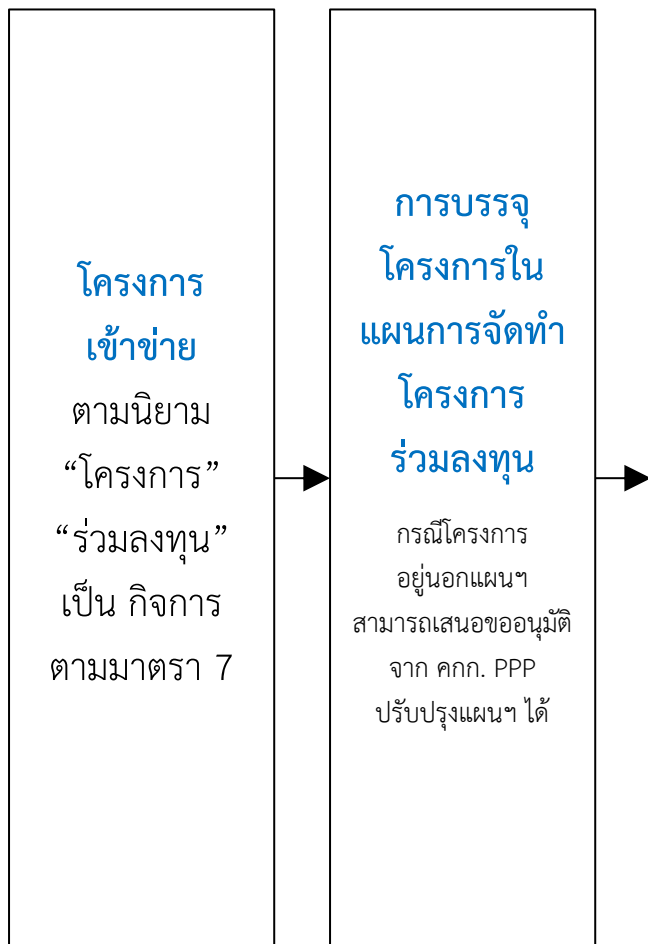 โครงการ
เข้าข่าย
ตามนิยาม
“โครงการ”
“ร่วมลงทุน”
เป็น กิจการ
ตามมาตรา 7
การบรรจุ
โครงการใน
แผนการจัดทำ
โครงการ
ร่วมลงทุน
กรณีโครงการ
อยู่นอกแผนฯ
สามารถเสนอขออนุมัติ
จาก คกก. PPP
ปรับปรุงแผนฯ ได้